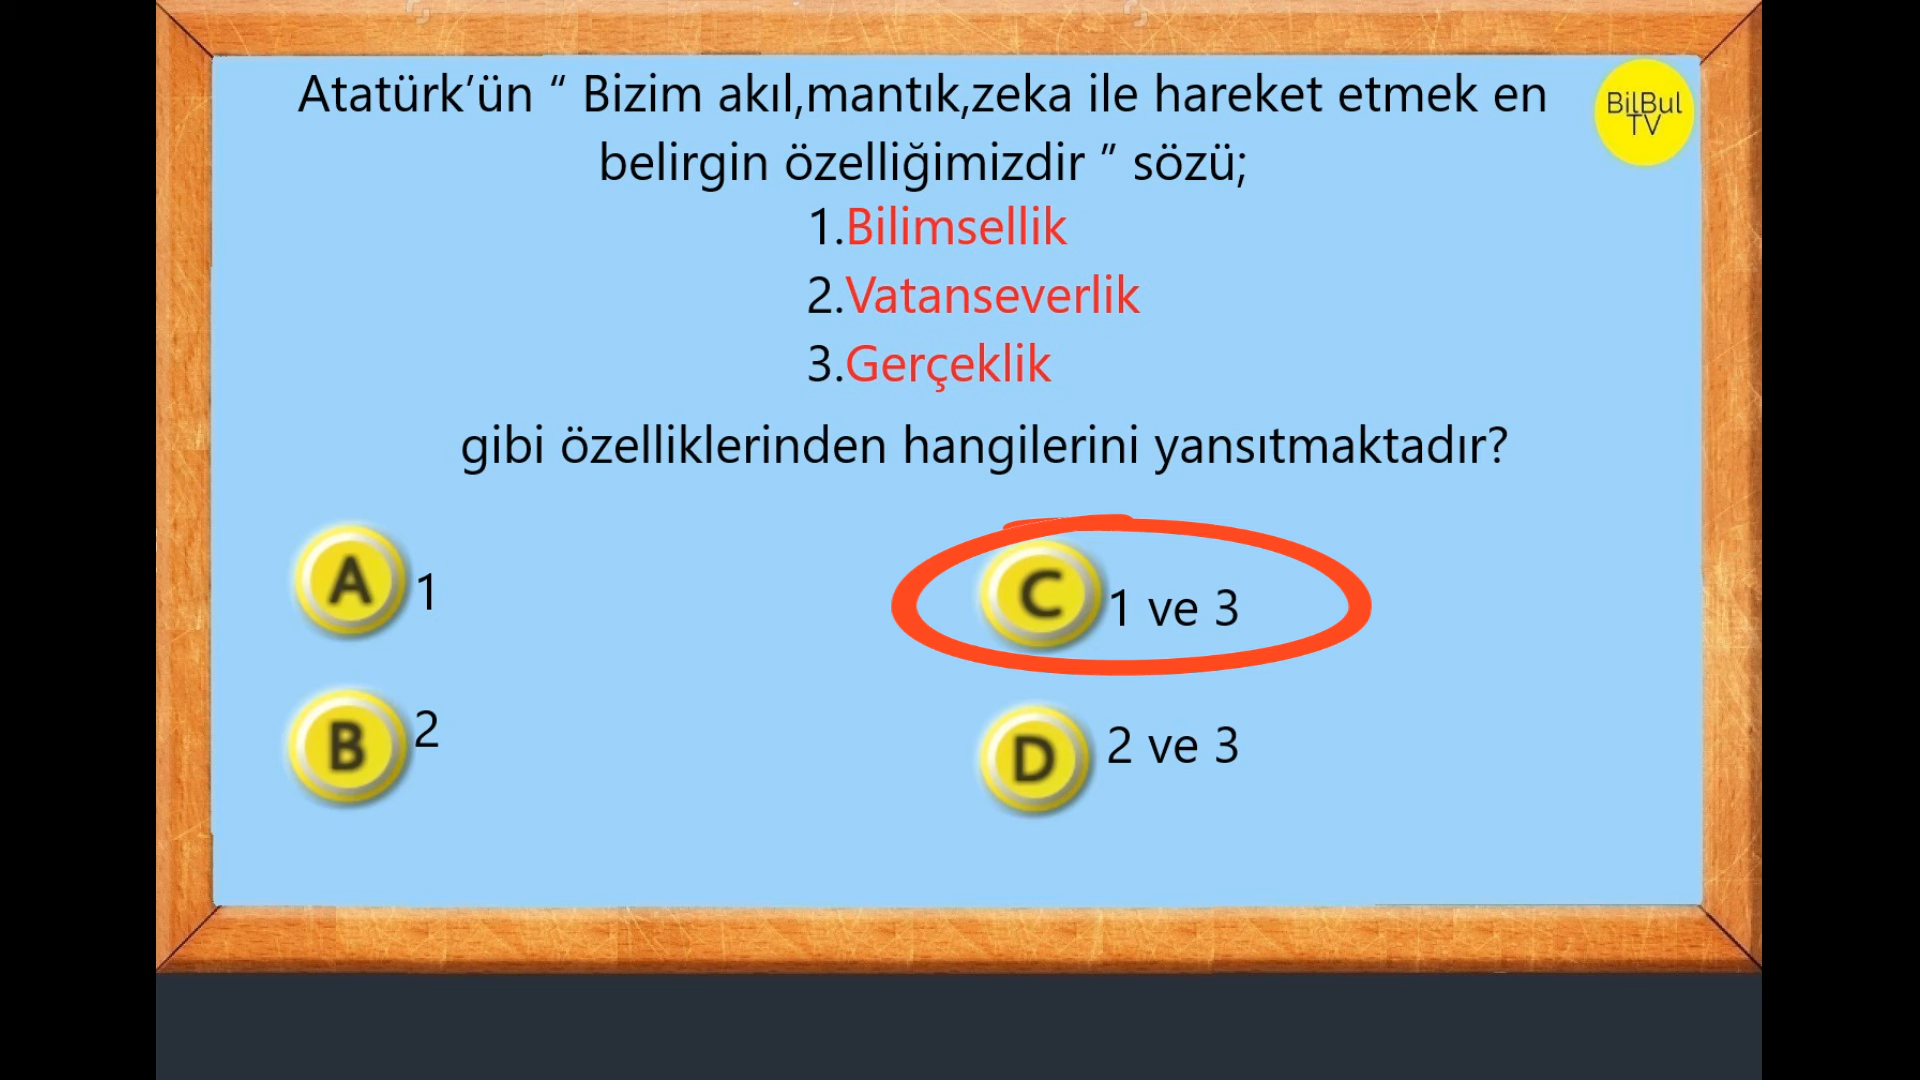 Atatürk’ün “ Bizim akıl,mantık,zeka ile hareket etmek en
belirgin özelliğimizdir ” sözü;
1.Bilimsellik
2.Vatanseverlik
3.Gerçeklik
gibi özelliklerinden hangilerini yansıtmaktadır?
A 1
B 2
C 1 ve 3
D 2 ve 3
BilBul
TV